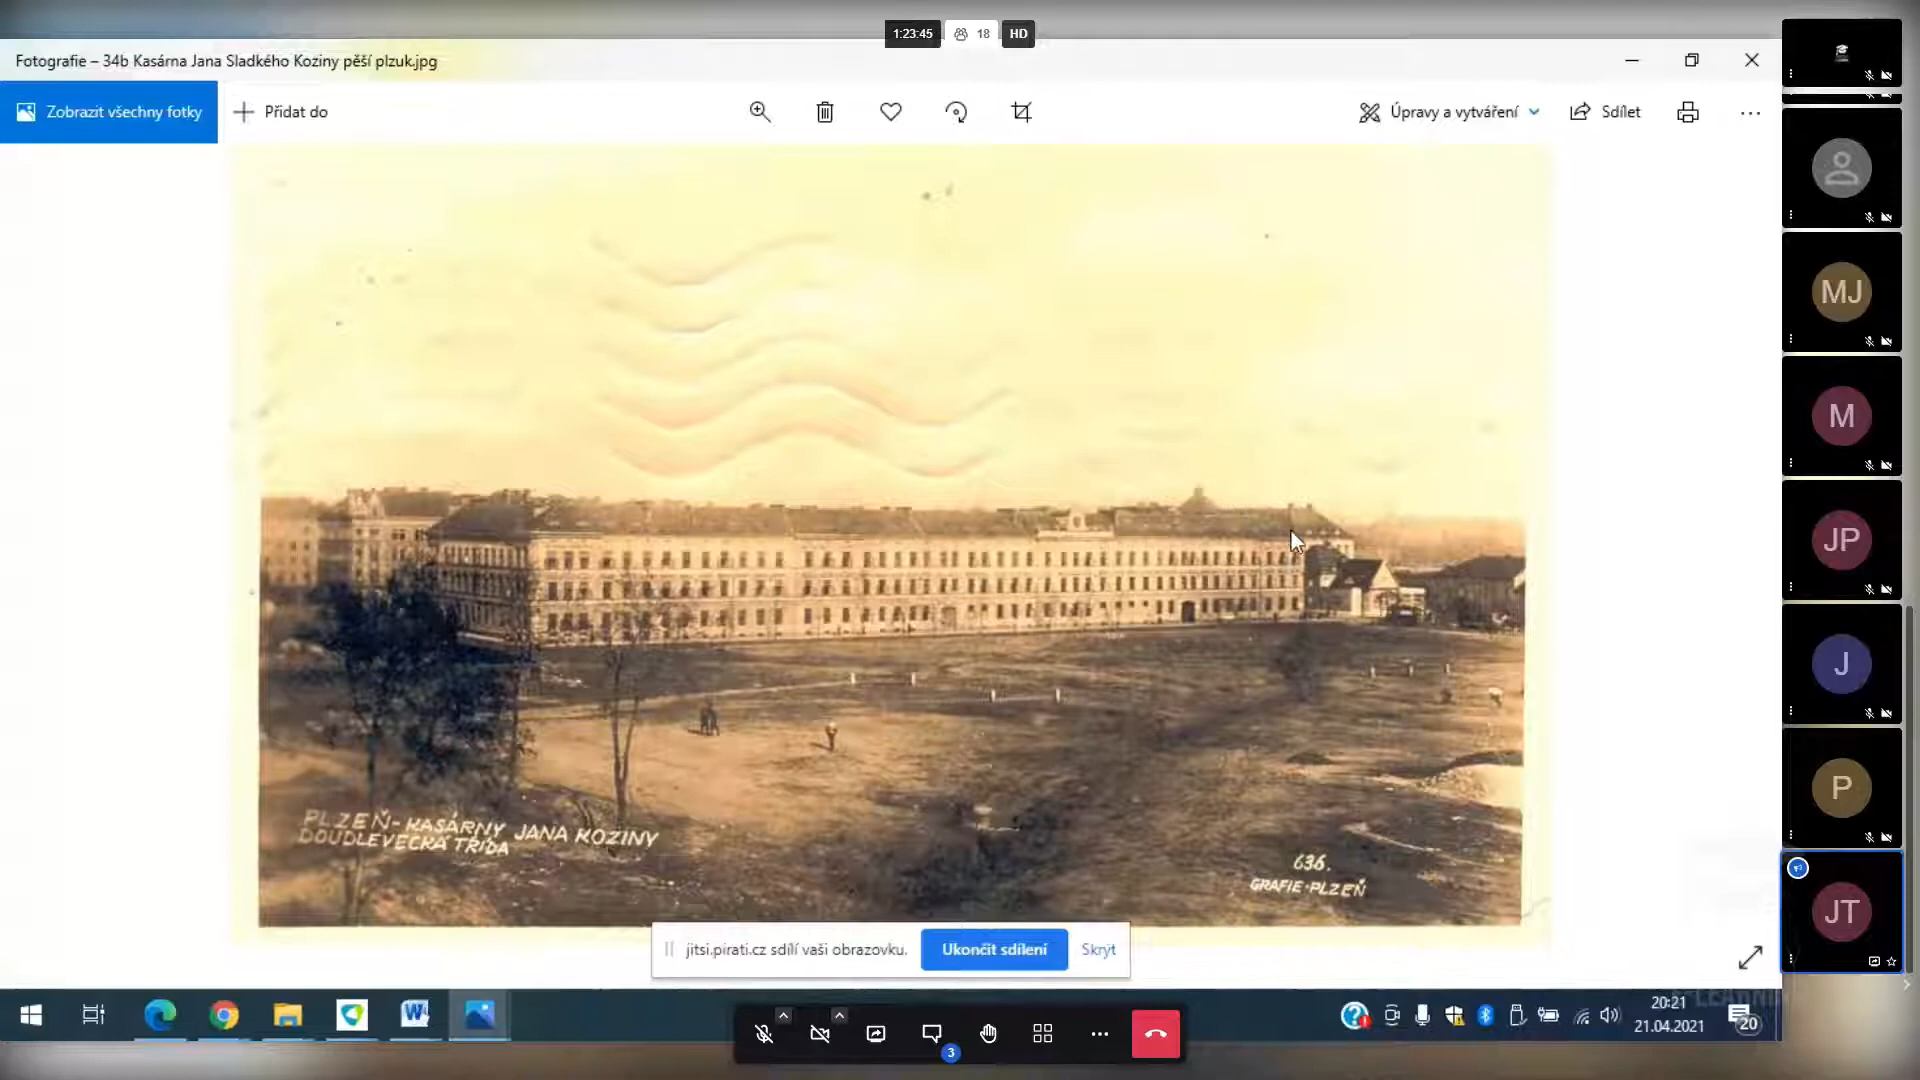 1:23:45
18
HD
Fotografie – 34b Kasárna Jana Sladkého Koziny pěší plzuk.jpg
Zobrazit všechny fotky
Přidat do
Úpravy a vytváření
Sdílet
MJ
M
JP
J
P
JT
PLZEŇ-KASÁRNY JANA KOZINY
DOUDLEVECKÁ TŘÍDA
636.
GRAFIE-PLZEŇ
jitsi.pirati.cz sdílí vaši obrazovku.
Ukončit sdílení
Skrýt
20:21
21.04.2021
20
3